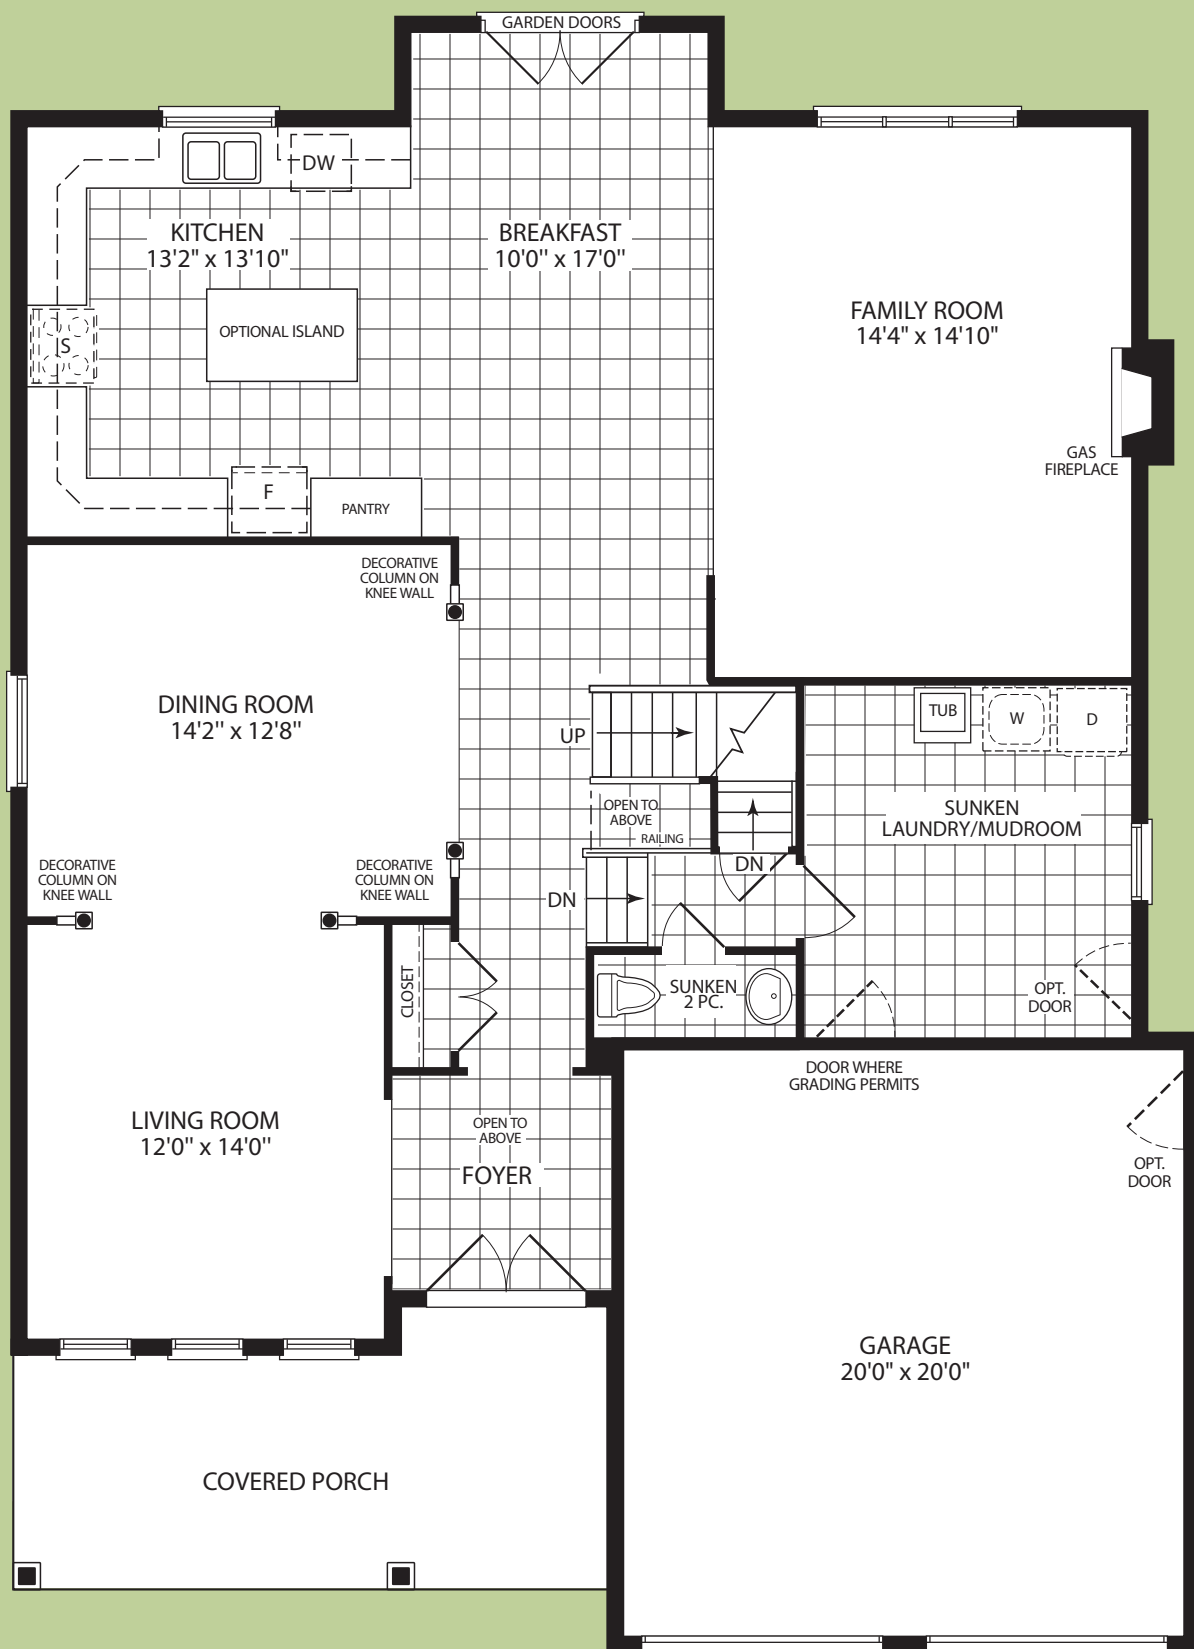 GARDEN DOORS
DW
KITCHEN
13'2" x 13'10"
BREAKFAST
10'0" x 17'0"
FAMILY ROOM
14'4" x 14'10"
OPTIONAL ISLAND
S
GAS
FIREPLACE
F
PANTRY
DECORATIVE
COLUMN ON
KNEE WALL
DINING ROOM
14'2" x 12'8"
UP
TUB
W
D
OPEN TO
ABOVE
RAILING
SUNKEN
LAUNDRY/MUDROOM
DECORATIVE
COLUMN ON
KNEE WALL
DECORATIVE
COLUMN ON
KNEE WALL
DN
DN
CLOSET
SUNKEN
2 PC.
OPT.
DOOR
DOOR WHERE
GRADING PERMITS
LIVING ROOM
12'0" x 14'0"
OPEN TO
ABOVE
FOYER
OPT.
DOOR
GARAGE
20'0" x 20'0"
COVERED PORCH